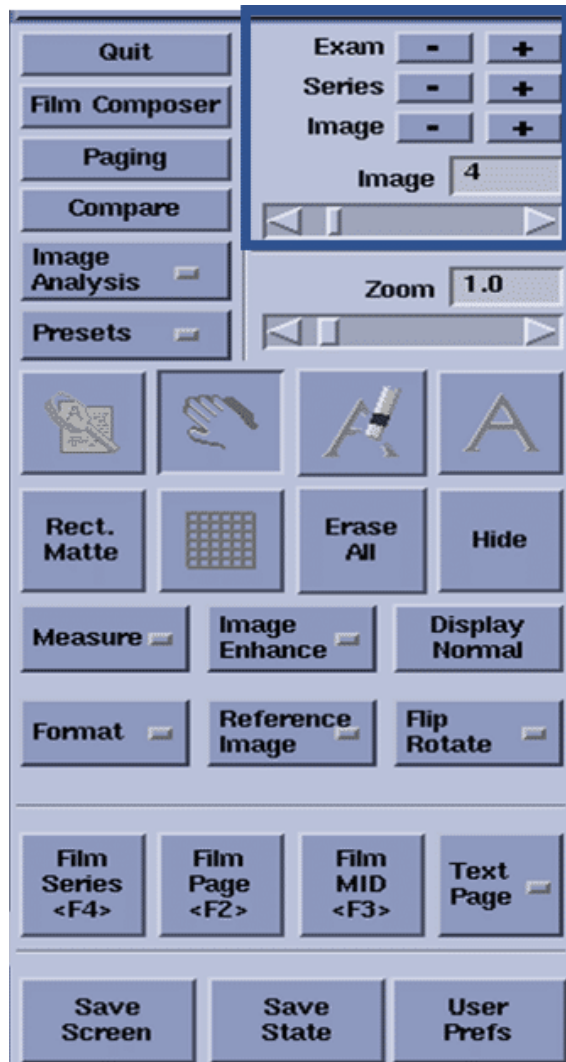 Quit
Film Composer
Paging
Compare
Image
Analysis
Presets
Exam - +
Series - +
Image - +
Image 4
Zoom 1.0
A
A
A
Rect.
Matte
Erase
All
Hide
Measure
Image
Enhance
Display
Normal
Format
Reference
Image
Flip
Rotate
Film
Series
<F4>
Film
Page
<F2>
Film
MID
<F3>
Text
Page
Save
Screen
Save
State
User
Prefs